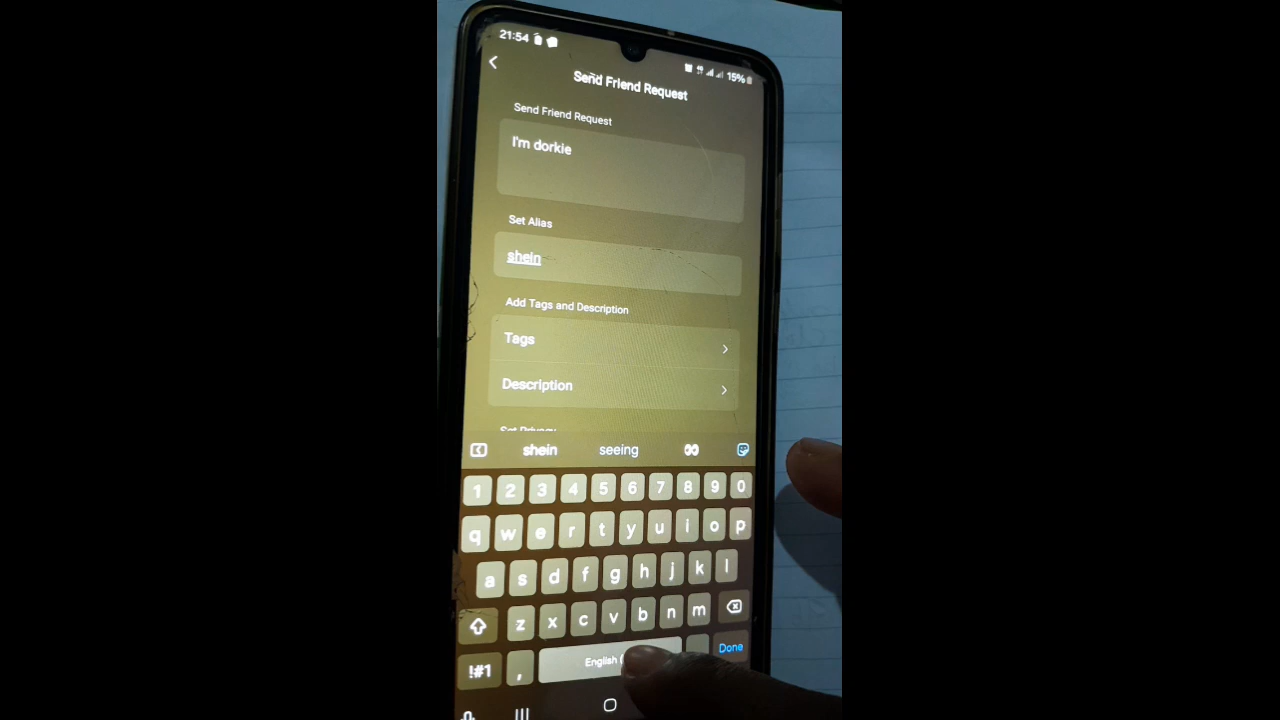 21:54
15%
Send Friend Request
Send Friend Request
I'm dorkie
Set Alias
shein
Add Tags and Description
Tags
Description
Set Privacy
shein seeing
1 2 3 4 5 6 7 8 9 0
q w e r t y u i o p
a s d f g h j k l
z x c v b n m
!#1 , English Done